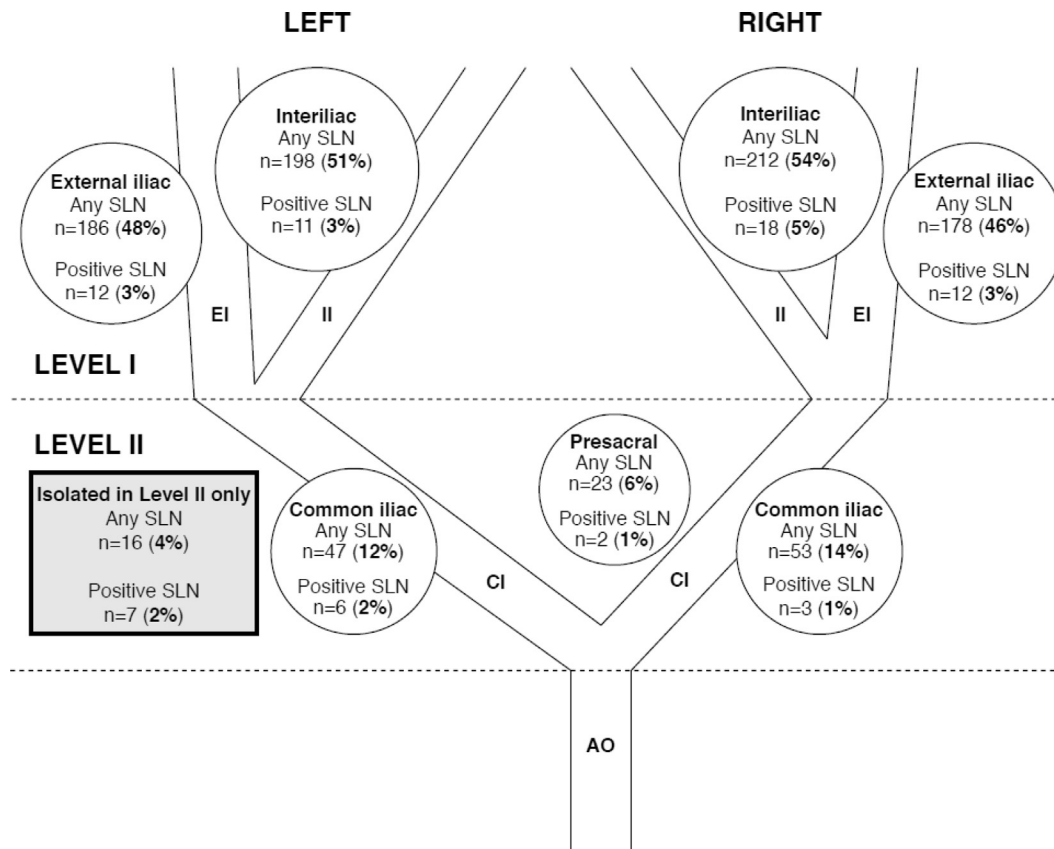 LEFT
RIGHT
Interiliac
Any SLN
n=198 (51%)
Positive SLN
n=11 (3%)
Interiliac
Any SLN
n=212 (54%)
Positive SLN
n=18 (5%)
External iliac
Any SLN
n=186 (48%)
Positive SLN
n=12 (3%)
External iliac
Any SLN
n=178 (46%)
Positive SLN
n=12 (3%)
EI
II
II
EI
LEVEL I
LEVEL II
Isolated in Level II only
Any SLN
n=16 (4%)
Positive SLN
n=7 (2%)
Common iliac
Any SLN
n=47 (12%)
Positive SLN
n=6 (2%)
Presacral
Any SLN
n=23 (6%)
Positive SLN
n=2 (1%)
Common iliac
Any SLN
n=53 (14%)
Positive SLN
n=3 (1%)
CI
CI
AO